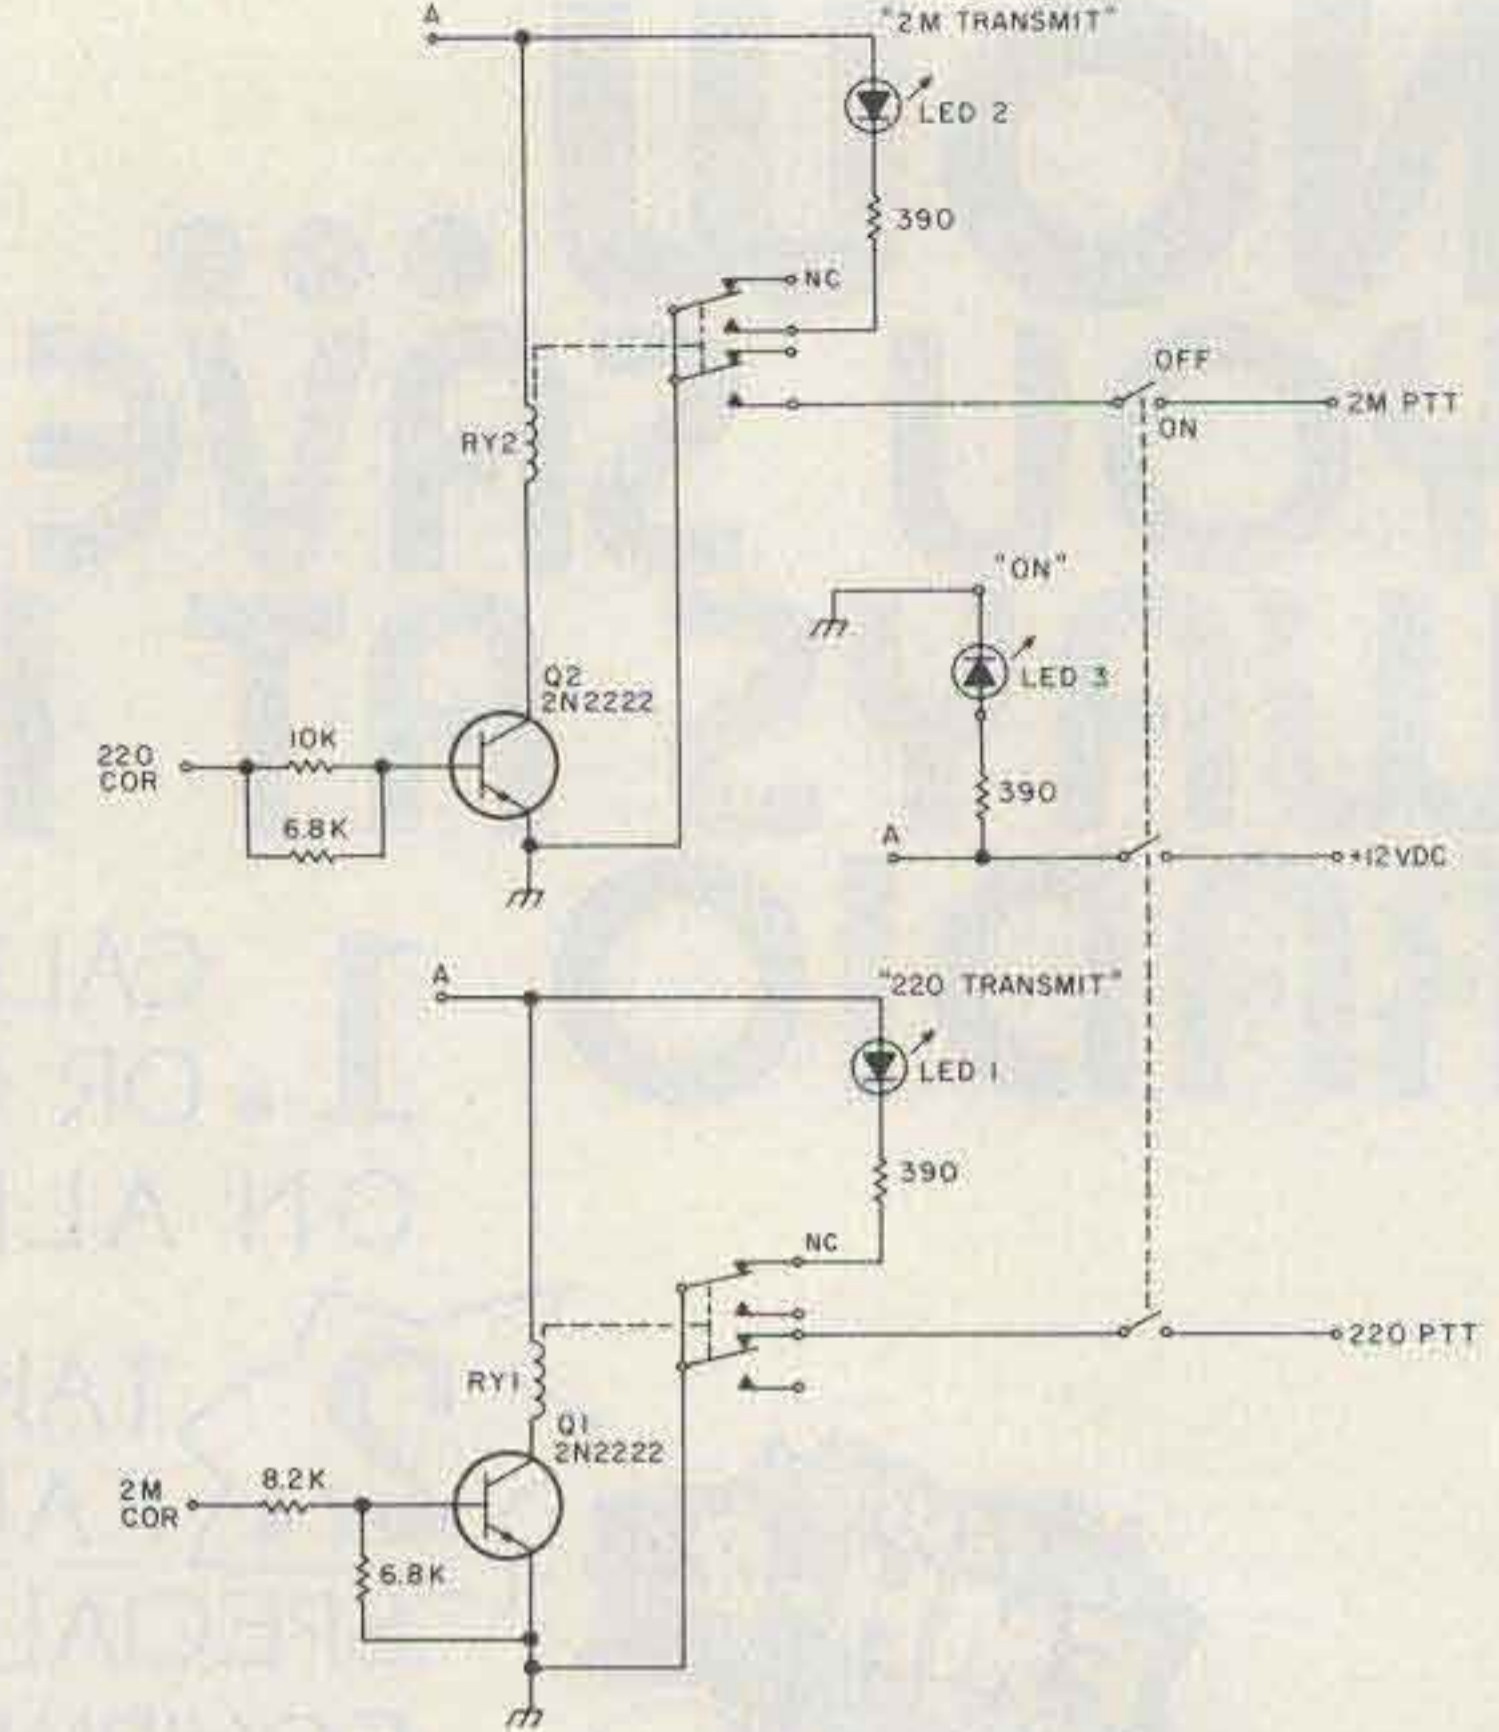 A
"2M TRANSMIT"
LED 2
390
NC
OFF
2M PTT
ON
RY2
"ON"
LED 3
Q2
2N2222
220
COR
10K
6.8K
390
A
+12VDC
A
"220 TRANSMIT"
LED 1
390
NC
220 PTT
RY1
Q1
2N2222
2M
COR
8.2K
6.8K